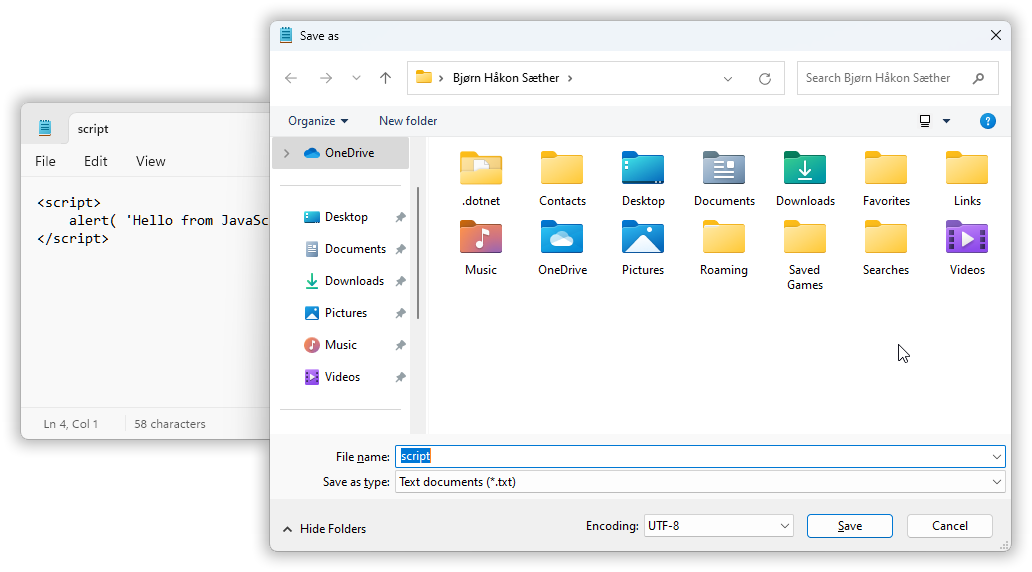 Save as
Bjørn Håkon Sæther
Search Bjørn Håkon Sæther
Organize
New folder
script
File Edit View
<script>
    alert( 'Hello from JavaSc
</script>
Ln 4, Col 1
58 characters
OneDrive
Desktop
Documents
Downloads
Pictures
Music
Videos
.dotnet Contacts Desktop Documents Downloads Favorites Links
Music OneDrive Pictures Roaming Saved Games Searches Videos
File name: script
Save as type: Text documents (*.txt)
Hide Folders
Encoding: UTF-8
Save
Cancel